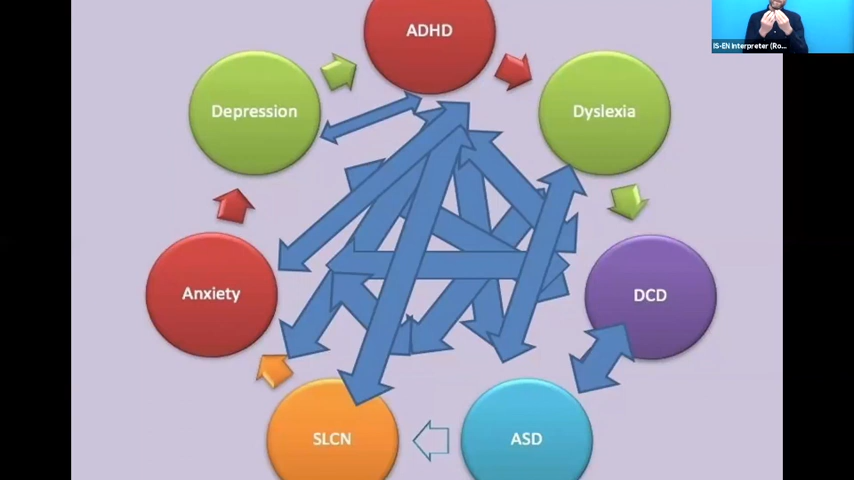 ADHD
IS-EN Interpreter (Ro...
Depression
Dyslexia
Anxiety
DCD
SLCN
ASD